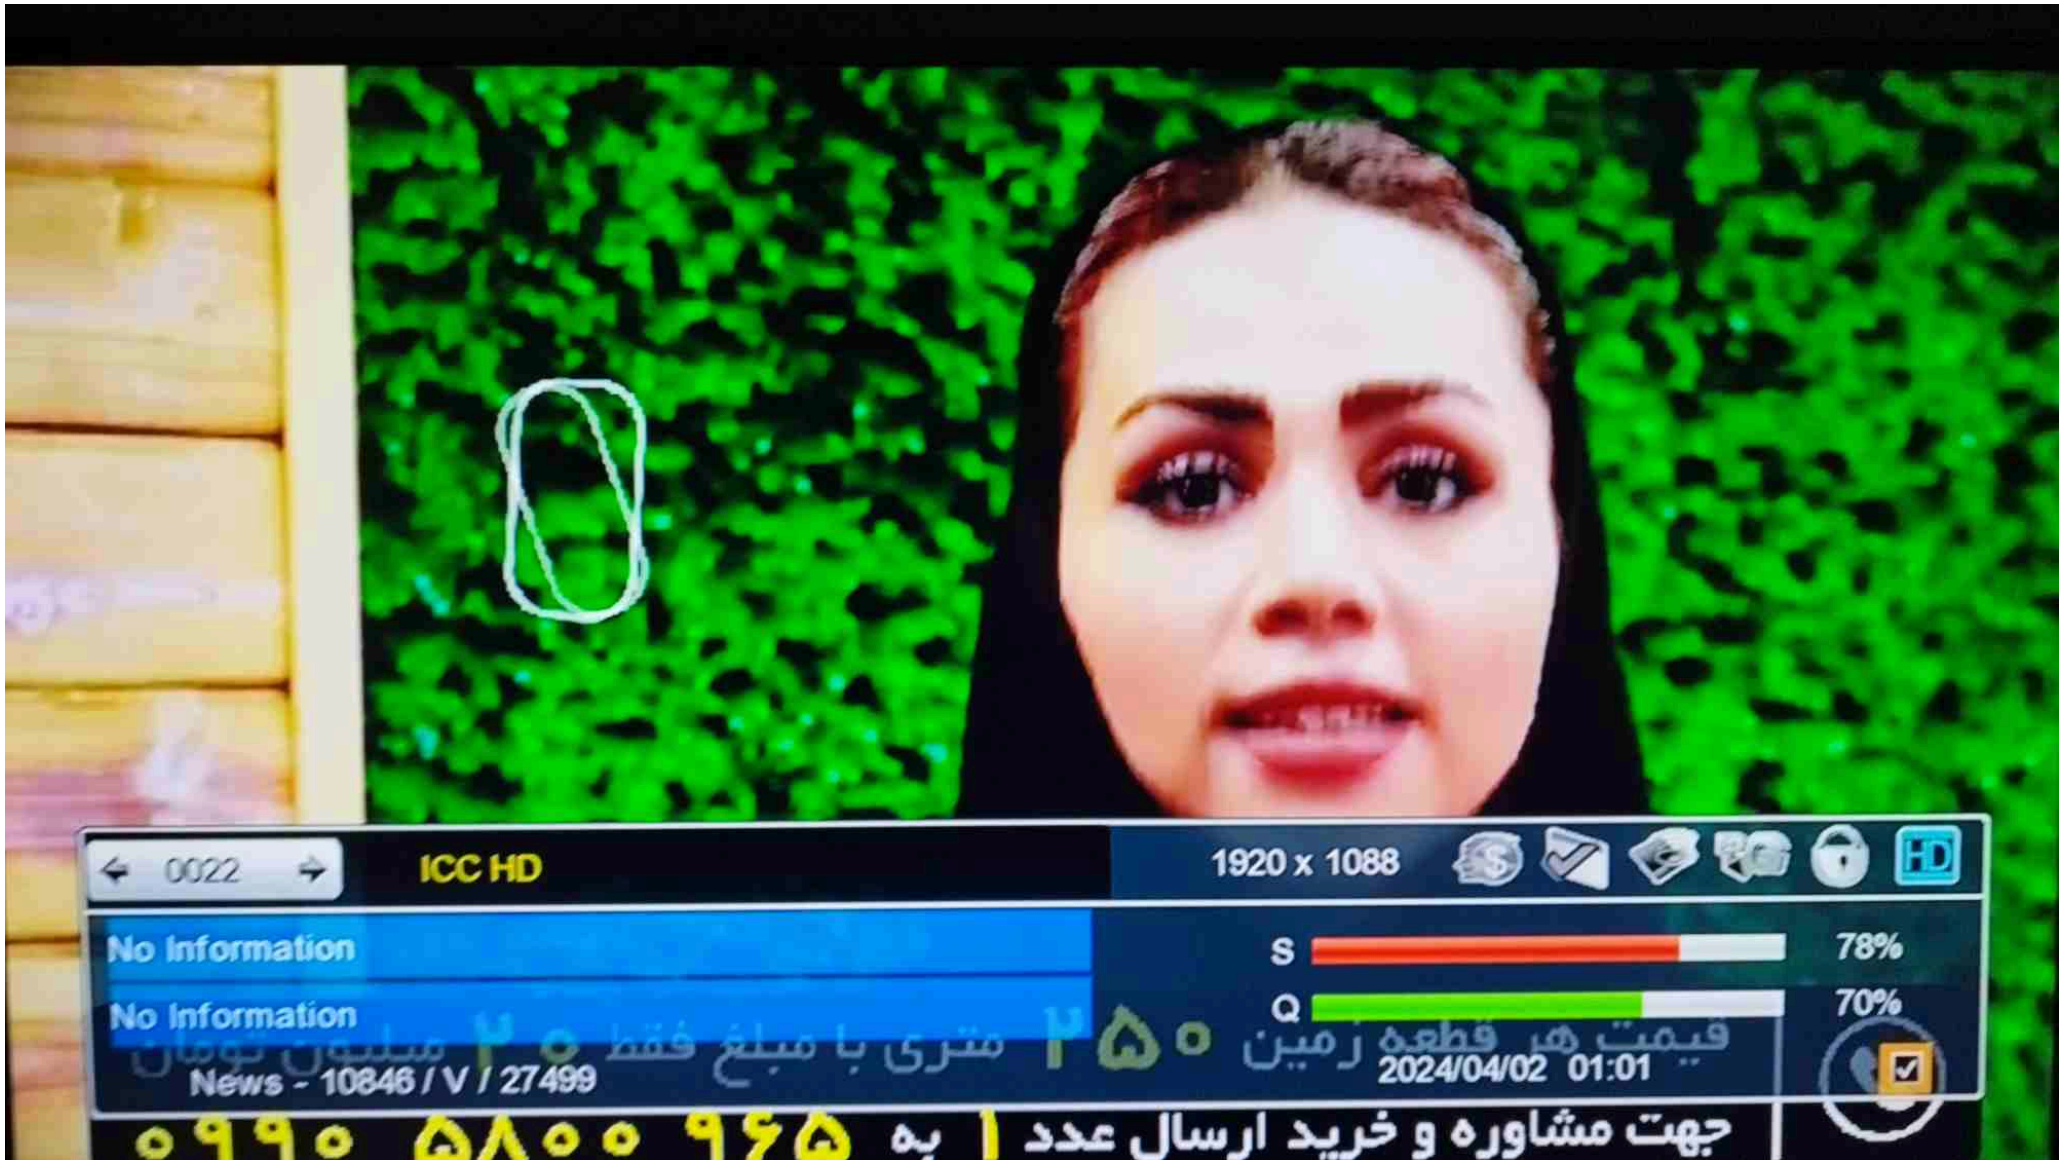 0022 ICC HD 1920 x 1088 HD
No Information S 78%
No Information Q 70%
قیمت هر قطعه زمین ۲۵۰ متری با مبلغ فقط ۲۰ میلیون تومان
News - 10846 / V / 27499 2024/04/02 01:01
جهت مشاوره و خرید ارسال عدد ۱ به ۹۶۵ ۵۸۰۰ ۰۹۹۰